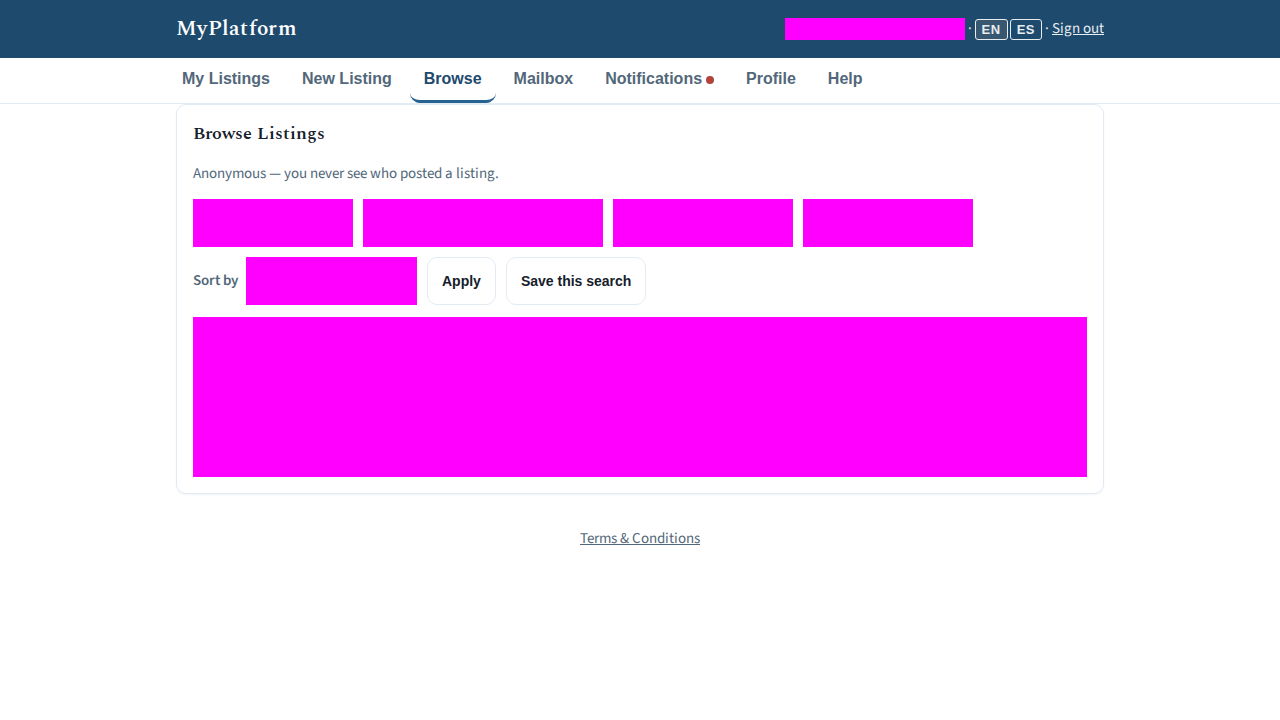 MyPlatform
· EN ES · Sign out
My Listings New Listing Browse Mailbox Notifications Profile Help
Browse Listings
Anonymous — you never see who posted a listing.
Sort by Apply Save this search
Terms & Conditions